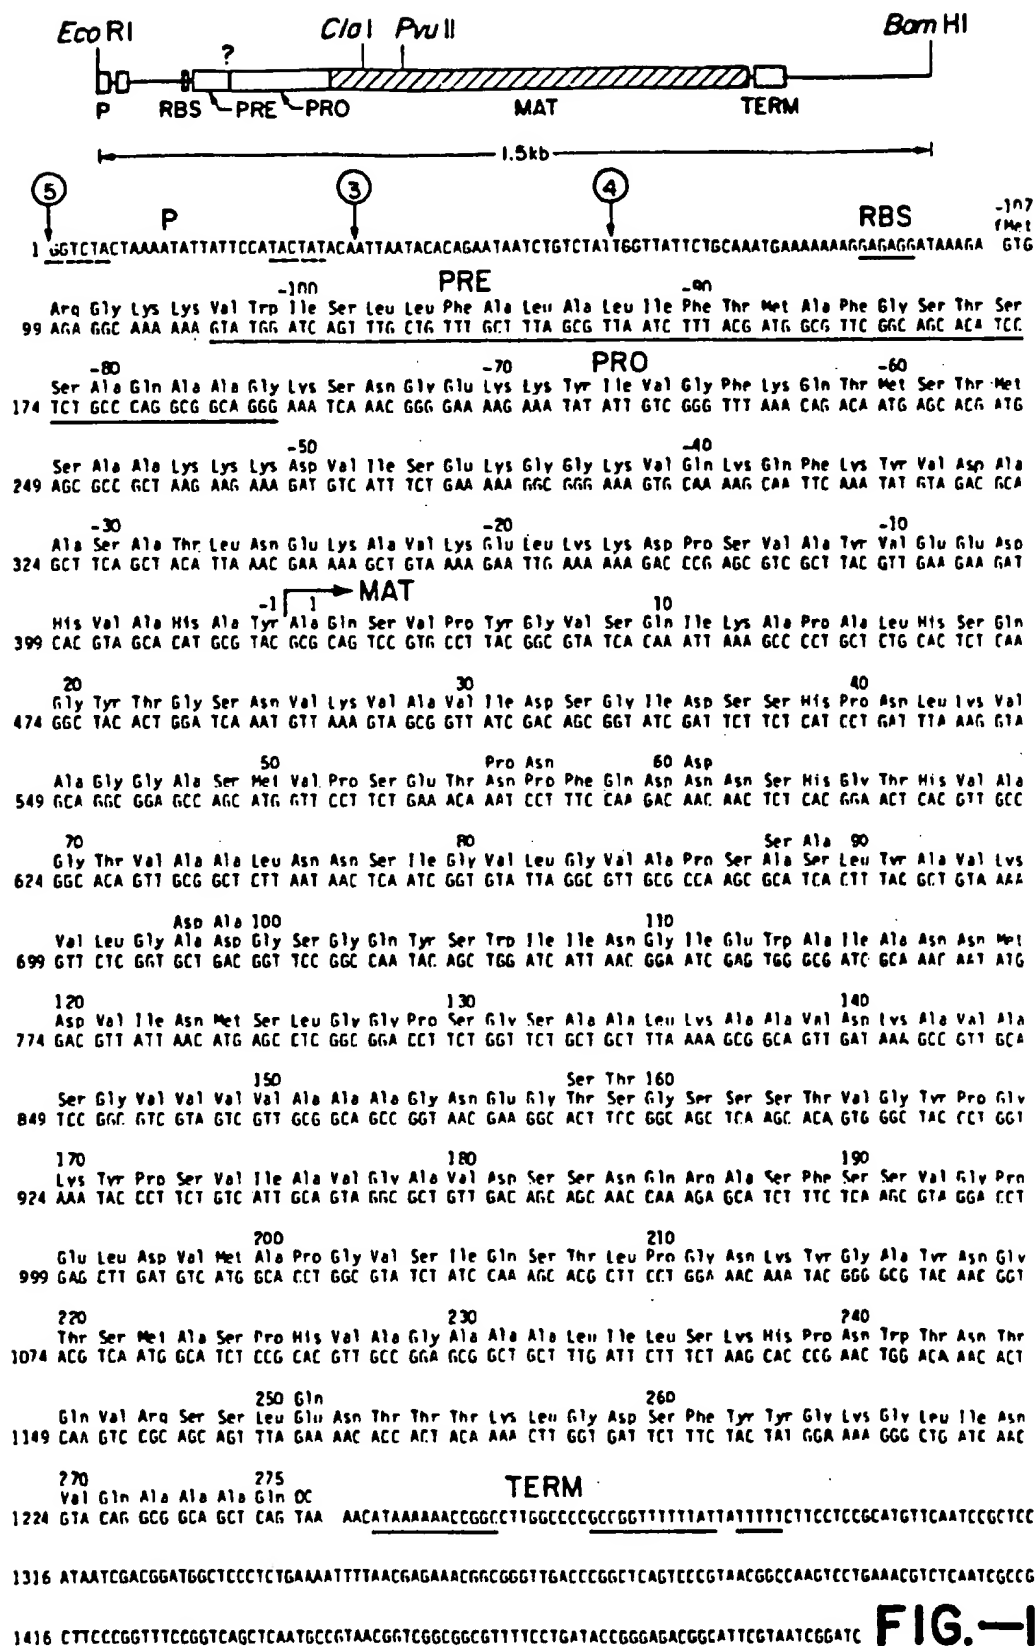 Eco RI Cla I Pvu II Bam HI
?
P RBS PRE PRO MAT TERM
1.5kb
5 3 4
P RBS -107
fMet
1 GGTCTACTAAAATATTATTCCATACTATACAATTAATACACAGAATAATCTGTCTATTGGTTATTCTGCAAATGAAAAAAAGGAGAGGATAAAGA GTG
PRE
-100 -90
Arg Gly Lys Lys Val Trp Ile Ser Leu Leu Phe Ala Leu Ala Leu Ile Phe Thr Met Ala Phe Gly Ser Thr Ser
99 AGA GGC AAA AAA GTA TGG ATC AGT TTG CTG TTT GCT TTA GCG TTA ATC TTT ACG ATG GCG TTC GGC AGC ACA TCC
PRO
-80 -70 -60
Ser Ala Gln Ala Ala Gly Lys Ser Asn Gly Glu Lys Lys Tyr Ile Val Gly Phe Lys Gln Thr Met Ser Thr Met
174 TCT GCC CAG GCG GCA GGG AAA TCA AAC GGG GAA AAG AAA TAT ATT GTC GGG TTT AAA CAG ACA ATG AGC ACG ATG
-50 -40
Ser Ala Ala Lys Lys Lys Asp Val Ile Ser Glu Lys Gly Gly Lys Val Gln Lys Gln Phe Lys Tyr Val Asp Ala
249 AGC GCC GCT AAG AAG AAA GAT GTC ATT TCT GAA AAA GGC GGG AAA GTG CAA AAG CAA TTC AAA TAT GTA GAC GCA
-30 -20 -10
Ala Ser Ala Thr Leu Asn Glu Lys Ala Val Lys Glu Leu Lys Lys Asp Pro Ser Val Ala Tyr Val Glu Glu Asp
324 GCT TCA GCT ACA TTA AAC GAA AAA GCT GTA AAA GAA TTG AAA AAA GAC CCG AGC GTC GCT TAC GTT GAA GAA GAT
-1 1 MAT 10
His Val Ala His Ala Tyr Ala Gln Ser Val Pro Tyr Gly Val Ser Gln Ile Lys Ala Pro Ala Leu His Ser Gln
399 CAC GTA GCA CAT GCG TAC GCG CAG TCC GTG CCT TAC GGC GTA TCA CAA ATT AAA GCC CCT GCT CTG CAC TCT CAA
20 30 40
Gly Tyr Thr Gly Ser Asn Val Lys Val Ala Val Ile Asp Ser Gly Ile Asp Ser Ser His Pro Asn Leu Lys Val
474 GGC TAC ACT GGA TCA AAT GTT AAA GTA GCG GTT ATC GAC AGC GGT ATC GAT TCT TCT CAT CCT GAT TTA AAG GTA
50 Pro Asn 60 Asp
Ala Gly Gly Ala Ser Met Val Pro Ser Glu Thr Asn Pro Phe Gln Asn Asn Asn Ser His Gly Thr His Val Ala
549 GCA GGC GGA GCC AGC ATG GTT CCT TCT GAA ACA AAT CCT TTC CAA GAC AAC AAC TCT CAC GGA ACT CAC GTT GCC
70 80 Ser Ala 90
Gly Thr Val Ala Ala Leu Asn Asn Ser Ile Gly Val Leu Gly Val Ala Pro Ser Ala Ser Leu Tyr Ala Val Lys
624 GGC ACA GTT GCG GCT CTT AAT AAC TCA ATC GGT GTA TTA GGC GTT GCG CCA AGC GCA TCA CTT TAC GCT GTA AAA
Asp Ala 100 110
Val Leu Gly Ala Asp Gly Ser Gly Gln Tyr Ser Trp Ile Ile Asn Gly Ile Glu Trp Ala Ile Ala Asn Asn Met
699 GTT CTC GGT GCT GAC GGT TCC GGC CAA TAC AGC TGG ATC ATT AAC GGA ATC GAG TGG GCG ATC GCA AAC AAT ATG
120 130 140
Asp Val Ile Asn Met Ser Leu Gly Gly Pro Ser Gly Ser Ala Ala Leu Lys Ala Ala Val Asn Lys Ala Val Ala
774 GAC GTT ATT AAC ATG AGC CTC GGC GGA CCT TCT GGT TCT GCT GCT TTA AAA GCG GCA GTT GAT AAA GCC GTT GCA
150 Ser Thr 160
Ser Gly Val Val Val Val Ala Ala Ala Gly Asn Glu Gly Thr Ser Gly Ser Ser Ser Thr Val Gly Tyr Pro Gly
849 TCC GGC GTC GTA GTC GTT GCG GCA GCC GGT AAC GAA GGC ACT TCC GGC AGC TCA AGC ACA GTG GGC TAC CCT GGT
170 180 190
Lys Tyr Pro Ser Val Ile Ala Val Gly Ala Val Asn Ser Ser Asn Gln Arg Ala Ser Phe Ser Ser Val Gly Pro
924 AAA TAC CCT TCT GTC ATT GCA GTA GGC GCT GTT GAC AGC AGC AAC CAA AGA GCA TCT TTC TCA AGC GTA GGA CCT
200 210
Glu Leu Asp Val Met Ala Pro Gly Val Ser Ile Gln Ser Thr Leu Pro Gly Asn Lys Tyr Gly Ala Tyr Asn Gly
999 GAG CTT GAT GTC ATG GCA CCT GGC GTA TCT ATC CAA AGC ACG CTT CCT GGA AAC AAA TAC GGG GCG TAC AAC GGT
220 230 240
Thr Ser Met Ala Ser Pro His Val Ala Gly Ala Ala Ala Leu Ile Leu Ser Lys His Pro Asn Trp Thr Asn Thr
1074 ACG TCA ATG GCA TCT CCG CAC GTT GCC GGA GCG GCT GCT TTG ATT CTT TCT AAG CAC CCG AAC TGG ACA AAC ACT
250 Gln 260
Gln Val Arg Ser Ser Leu Glu Asn Thr Thr Thr Lys Leu Gly Asp Ser Phe Tyr Tyr Gly Lys Gly Leu Ile Asn
1149 CAA GTC CGC AGC AGT TTA GAA AAC ACC ACT ACA AAA CTT GGT GAT TCT TTC TAC TAT GGA AAA GGG CTG ATC AAC
270 275 TERM
Val Gln Ala Ala Ala Gln OC
1224 GTA CAG GCG GCA GCT CAG TAA AACATAAAAAACCGGCCTTGGCCCCGCCGGTTTTTTATTATTTTTCTTCCTCCGCATGTTCAATCCGCTCC
1316 ATAATCGACGGATGGCTCCCTCTGAAAATTTTAACGAGAAACGGCGGGTTGACCCGGCTCAGTCCCGTAACGGCCAAGTCCTGAAACGTCTCAATCGCCG
1416 CTTCCCGGTTTCCGGTCAGCTCAATGCCGTAACGGTCGGCGGCGTTTTCCTGATACCGGGAGACGGCATTCGTAATCGGATC FIG.—1